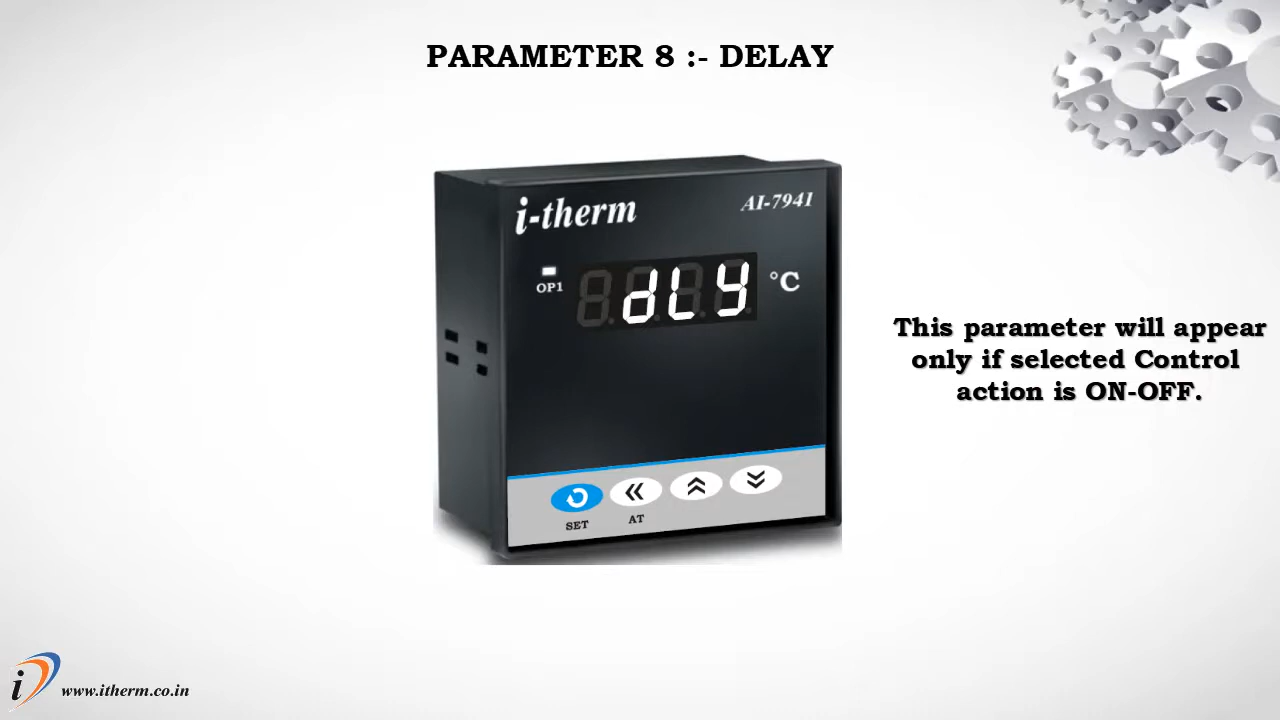 PARAMETER 8 :- DELAY
i-therm
AI-7941
dLY
°C
OP1
This parameter will appear
only if selected Control
action is ON-OFF.
SET
AT
i
www.itherm.co.in